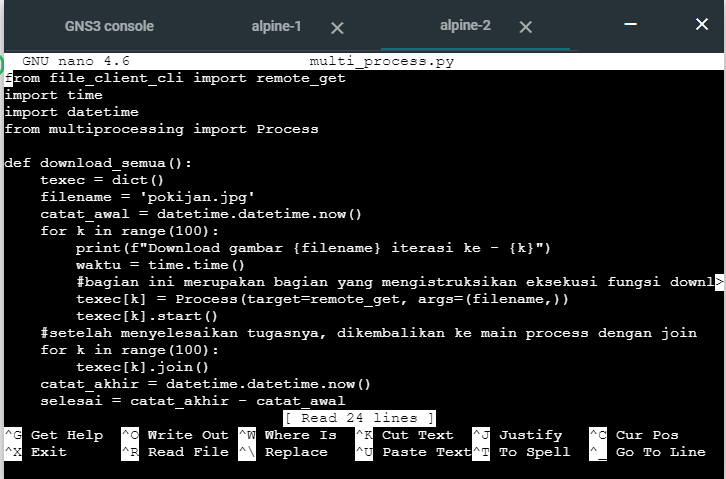 GNS3 console alpine-1 alpine-2
GNU nano 4.6 multi_process.py
from file_client_cli import remote_get
import time
import datetime
from multiprocessing import Process
def download_semua():
texec = dict()
filename = 'pokijan.jpg'
catat_awal = datetime.datetime.now()
for k in range(100):
print(f"Download gambar {filename} iterasi ke - {k}")
waktu = time.time()
#bagian ini merupakan bagian yang mengistruksikan eksekusi fungsi downl>
texec[k] = Process(target=remote_get, args=(filename,))
texec[k].start()
#setelah menyelesaikan tugasnya, dikembalikan ke main process dengan join
for k in range(100):
texec[k].join()
catat_akhir = datetime.datetime.now()
selesai = catat_akhir - catat_awal
[ Read 24 lines ]
^G Get Help ^O Write Out ^W Where Is ^K Cut Text ^J Justify ^C Cur Pos
^X Exit ^R Read File ^\ Replace ^U Paste Text ^T To Spell ^_ Go To Line